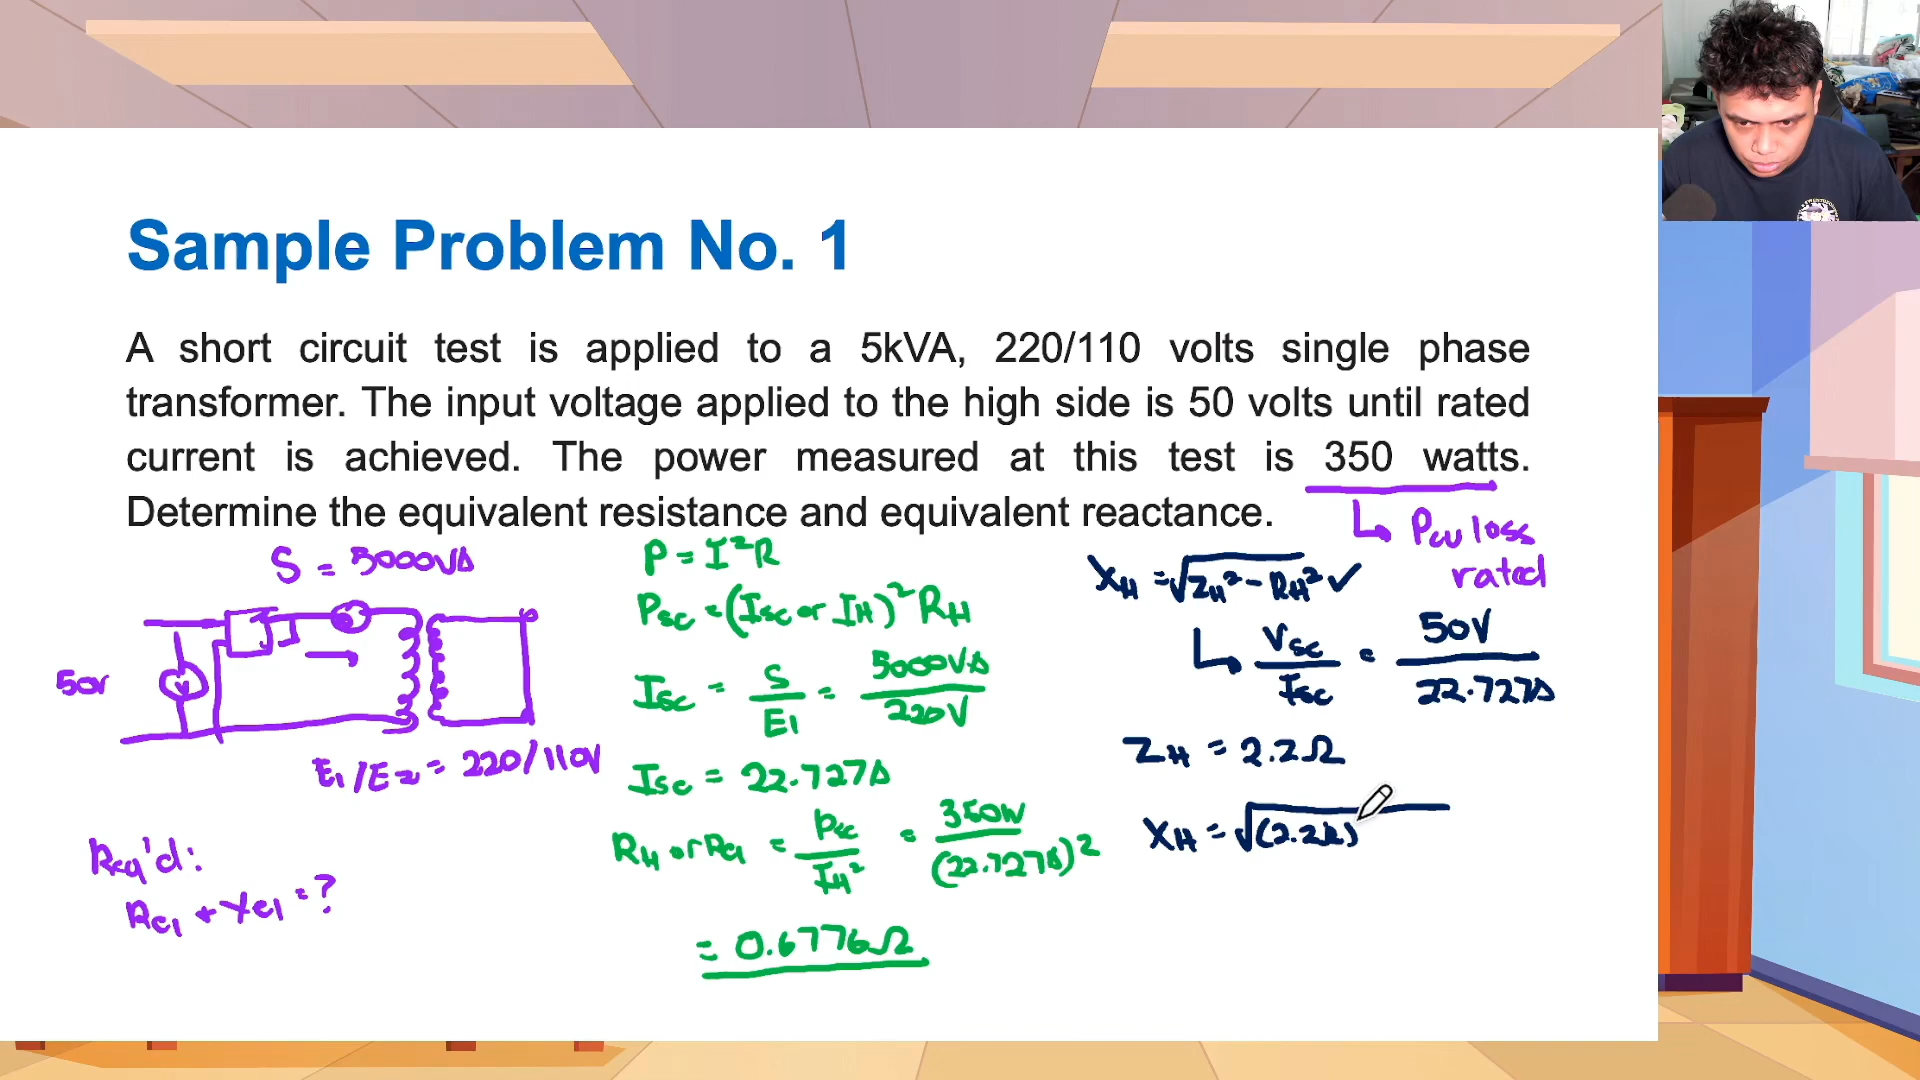 Sample Problem No. 1
A short circuit test is applied to a 5kVA, 220/110 volts single phase
transformer. The input voltage applied to the high side is 50 volts until rated
current is achieved. The power measured at this test is 350 watts.
Determine the equivalent resistance and equivalent reactance.
Pcu loss
rated
S = 5000VA
50V
E1/E2 = 220/110V
Req'd:
Re1 + Xe1 = ?
P = I²R
Psc = (Isc or IH)² RH
Isc = S/E1 = 5000VA/220V
Isc = 22.727A
RH or Re1 = Psc/IH² = 350W/(22.727A)²
= 0.6776Ω
XH = √(ZH² - RH²) ✓
Vsc/Isc = 50V/22.727A
ZH = 2.2Ω
XH = √(2.2Ω)